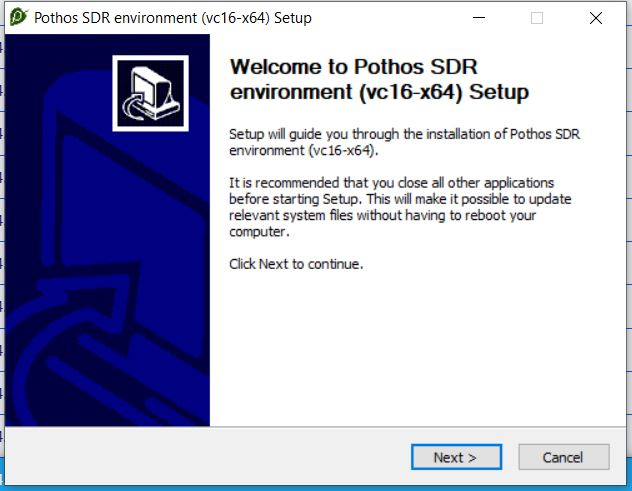 Pothos SDR environment (vc16-x64) Setup
Welcome to Pothos SDR
environment (vc16-x64) Setup
Setup will guide you through the installation of Pothos SDR
environment (vc16-x64).
It is recommended that you close all other applications
before starting Setup. This will make it possible to update
relevant system files without having to reboot your
computer.
Click Next to continue.
Next >
Cancel